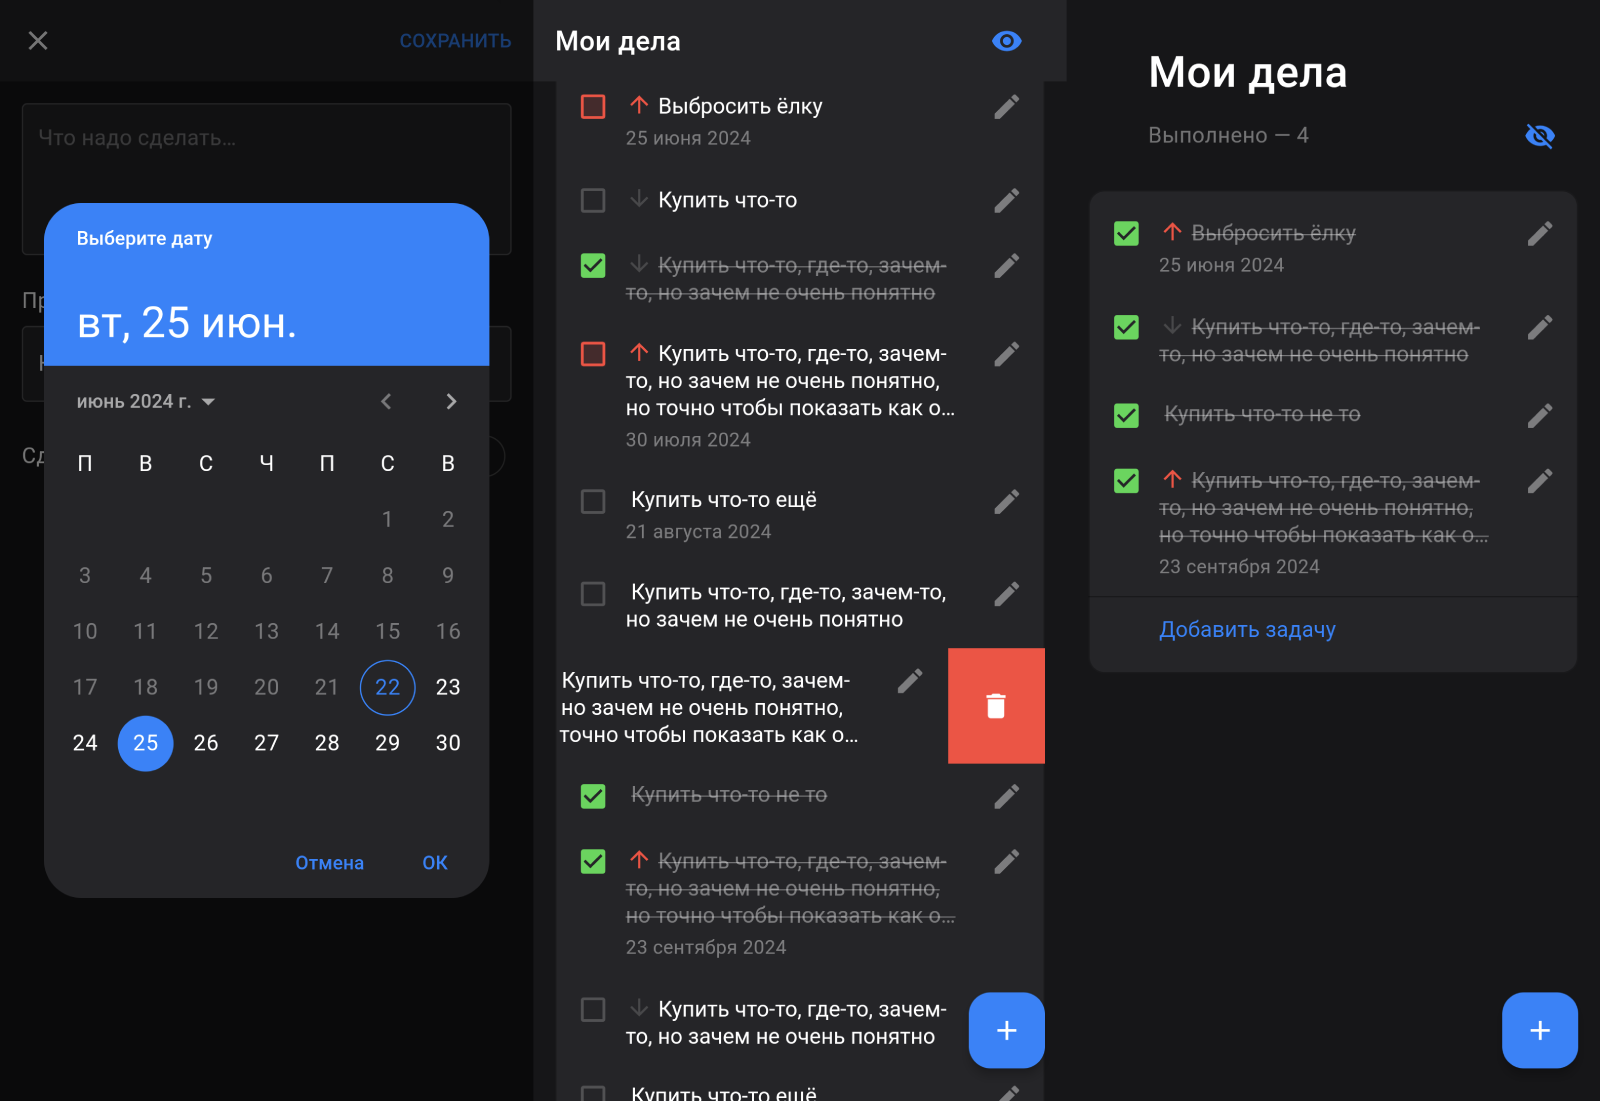 СОХРАНИТЬ
Что надо сделать...
Выберите дату
вт, 25 июн.
июнь 2024 г.
П В С Ч П С В
1 2
3 4 5 6 7 8 9
10 11 12 13 14 15 16
17 18 19 20 21 22 23
24 25 26 27 28 29 30
Отмена ОК
Мои дела
Выбросить ёлку
25 июня 2024
Купить что-то
Купить что-то, где-то, зачем-
то, но зачем не очень понятно
Купить что-то, где-то, зачем-
то, но зачем не очень понятно,
но точно чтобы показать как о...
30 июля 2024
Купить что-то ещё
21 августа 2024
Купить что-то, где-то, зачем-то,
но зачем не очень понятно
Купить что-то, где-то, зачем-
но зачем не очень понятно,
точно чтобы показать как о...
Купить что-то не то
Купить что-то, где-то, зачем-
то, но зачем не очень понятно,
но точно чтобы показать как о...
23 сентября 2024
Купить что-то, где-то, зачем-
то, но зачем не очень понятно
Купить что-то ещё
Мои дела
Выполнено — 4
Выбросить ёлку
25 июня 2024
Купить что-то, где-то, зачем-
то, но зачем не очень понятно
Купить что-то не то
Купить что-то, где-то, зачем-
то, но зачем не очень понятно,
но точно чтобы показать как о...
23 сентября 2024
Добавить задачу